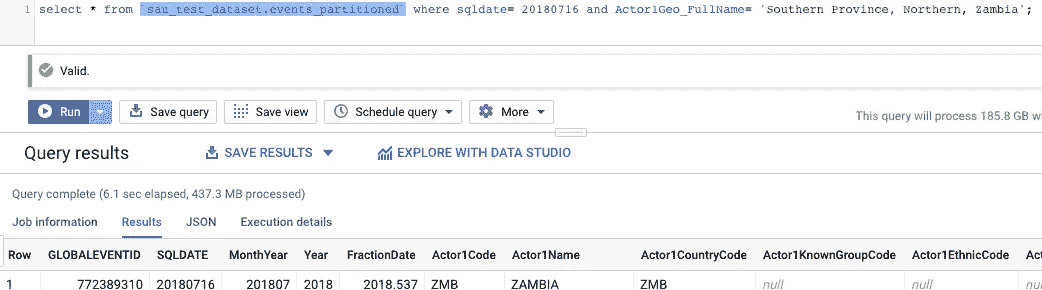 1 select * from `sau_test_dataset.events_partitioned` where sqldate= 20180716 and Actor1Geo_FullName= 'Southern Province, Northern, Zambia';
Valid.
Run Save query Save view Schedule query More This query will process 185.8 GB
Query results SAVE RESULTS EXPLORE WITH DATA STUDIO
Query complete (6.1 sec elapsed, 437.3 MB processed)
Job information Results JSON Execution details
Row GLOBALEVENTID SQLDATE MonthYear Year FractionDate Actor1Code Actor1Name Actor1CountryCode Actor1KnownGroupCode Actor1EthnicCode
1 772389310 20180716 201807 2018 2018.537 ZMB ZAMBIA ZMB null null